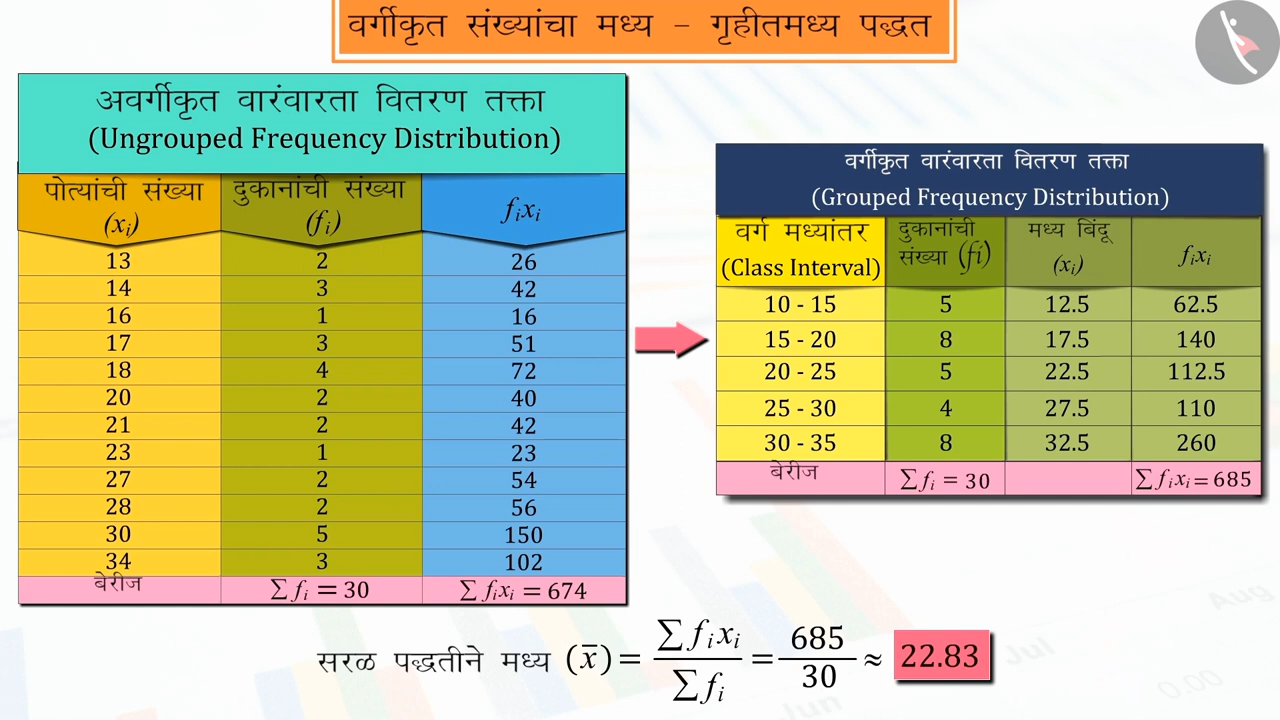 वर्गीकृत संख्यांचा मध्य – गृहीतमध्य पद्धत
अवर्गीकृत वारंवारता वितरण तक्ता
(Ungrouped Frequency Distribution)
पोत्यांची संख्या (xᵢ) दुकानांची संख्या (fᵢ) fᵢxᵢ
13 2 26
14 3 42
16 1 16
17 3 51
18 4 72
20 2 40
21 2 42
23 1 23
27 2 54
28 2 56
30 5 150
34 3 102
बेरीज ∑fᵢ = 30 ∑fᵢxᵢ = 674
वर्गीकृत वारंवारता वितरण तक्ता
(Grouped Frequency Distribution)
वर्ग मध्यांतर (Class Interval) दुकानांची संख्या (fi) मध्य बिंदू (xᵢ) fᵢxᵢ
10 - 15 5 12.5 62.5
15 - 20 8 17.5 140
20 - 25 5 22.5 112.5
25 - 30 4 27.5 110
30 - 35 8 32.5 260
बेरीज ∑fᵢ = 30 ∑fᵢxᵢ = 685
सरळ पद्धतीने मध्य (x̄) = ∑fᵢxᵢ / ∑fᵢ = 685 / 30 ≈ 22.83
Aug
Jul
Jun
0.00